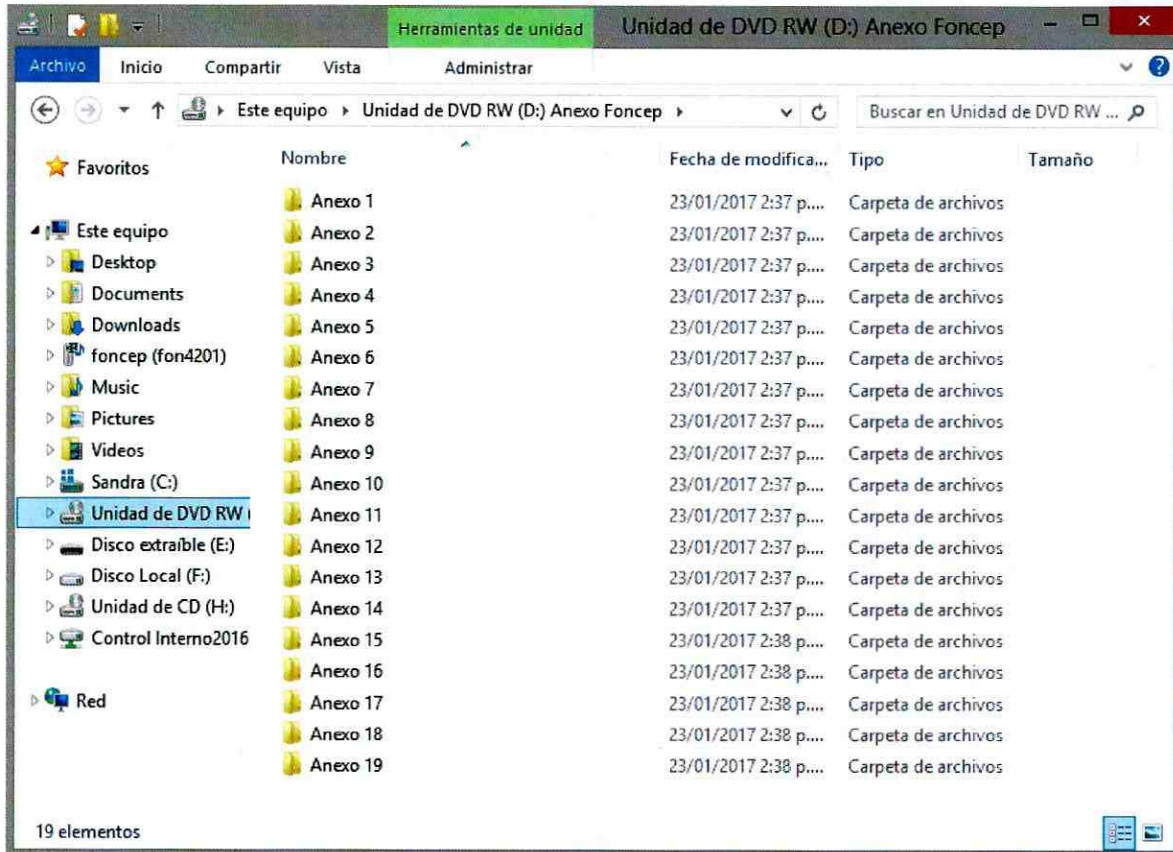 Herramientas de unidad Unidad de DVD RW (D:) Anexo Foncep
Archivo Inicio Compartir Vista Administrar
Este equipo Unidad de DVD RW (D:) Anexo Foncep Buscar en Unidad de DVD RW ...
Nombre Fecha de modifica... Tipo Tamaño
Favoritos
Este equipo
Desktop
Documents
Downloads
foncep (fon4201)
Music
Pictures
Videos
Sandra (C:)
Unidad de DVD RW
Disco extraíble (E:)
Disco Local (F:)
Unidad de CD (H:)
Control Interno2016
Red
Anexo 1 23/01/2017 2:37 p.... Carpeta de archivos
Anexo 2 23/01/2017 2:37 p.... Carpeta de archivos
Anexo 3 23/01/2017 2:37 p.... Carpeta de archivos
Anexo 4 23/01/2017 2:37 p.... Carpeta de archivos
Anexo 5 23/01/2017 2:37 p.... Carpeta de archivos
Anexo 6 23/01/2017 2:37 p.... Carpeta de archivos
Anexo 7 23/01/2017 2:37 p.... Carpeta de archivos
Anexo 8 23/01/2017 2:37 p.... Carpeta de archivos
Anexo 9 23/01/2017 2:37 p.... Carpeta de archivos
Anexo 10 23/01/2017 2:37 p.... Carpeta de archivos
Anexo 11 23/01/2017 2:37 p.... Carpeta de archivos
Anexo 12 23/01/2017 2:37 p.... Carpeta de archivos
Anexo 13 23/01/2017 2:37 p.... Carpeta de archivos
Anexo 14 23/01/2017 2:37 p.... Carpeta de archivos
Anexo 15 23/01/2017 2:38 p.... Carpeta de archivos
Anexo 16 23/01/2017 2:38 p.... Carpeta de archivos
Anexo 17 23/01/2017 2:38 p.... Carpeta de archivos
Anexo 18 23/01/2017 2:38 p.... Carpeta de archivos
Anexo 19 23/01/2017 2:38 p.... Carpeta de archivos
19 elementos